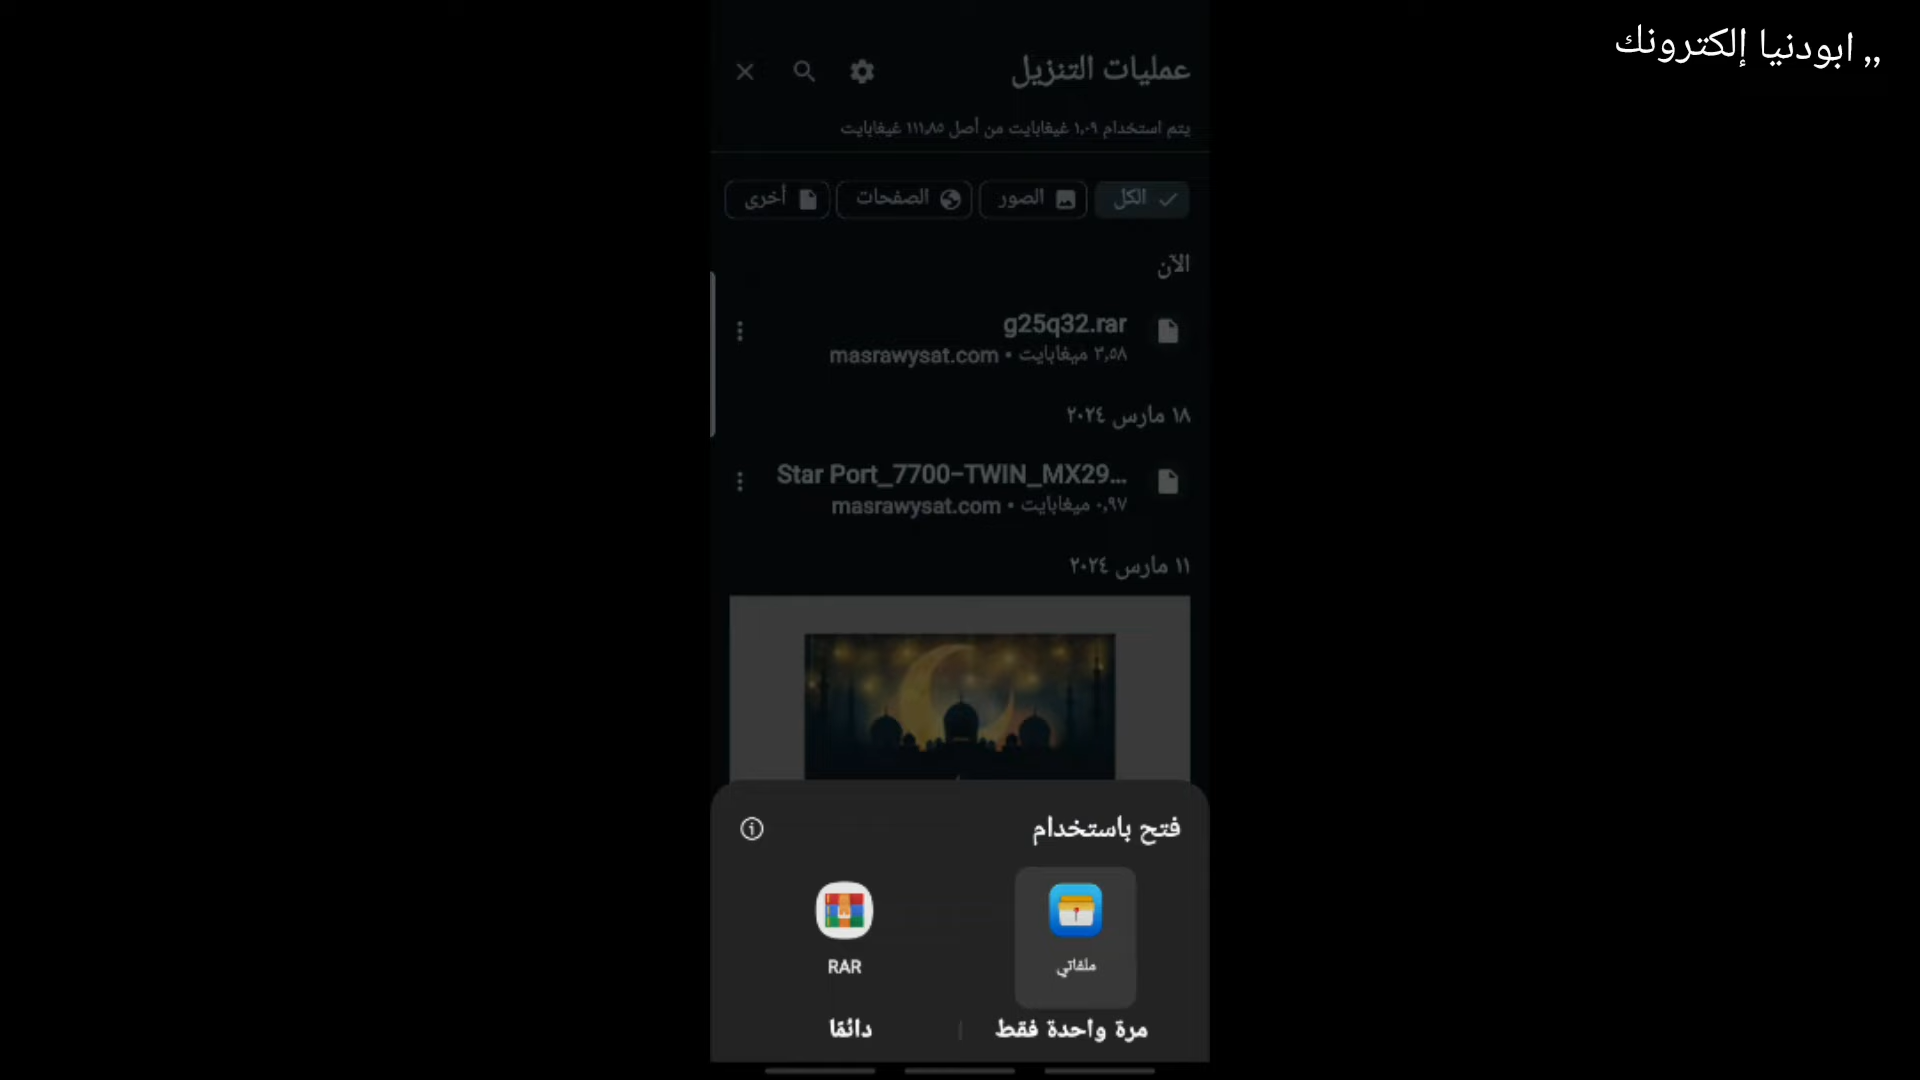 ,, ابودنيا إلكترونك
عمليات التنزيل
يتم استخدام ١,٠٩ غيغابايت من أصل ١١١,٨٥ غيغابايت
الكل
الصور
الصفحات
أخرى
الآن
g25q32.rar
٣,٥٨ ميغابايت • masrawysat.com
١٨ مارس ٢٠٢٤
Star Port_7700-TWIN_MX29...
٠,٩٧ ميغابايت • masrawysat.com
١١ مارس ٢٠٢٤
فتح باستخدام
ملفاتي
RAR
مرة واحدة فقط
دائمًا